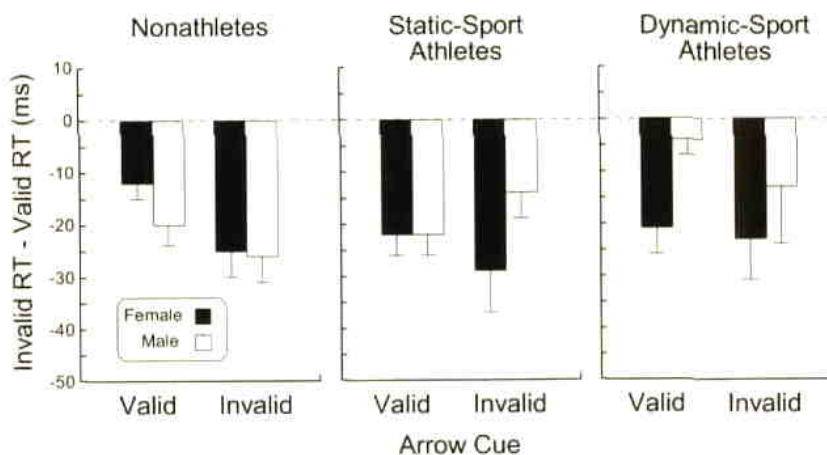 Nonathletes
Static-Sport
Athletes
Dynamic-Sport
Athletes
Invalid RT - Valid RT (ms)
10
0
-10
-20
-30
-40
-50
Female
Male
Valid Invalid
Valid Invalid
Valid Invalid
Arrow Cue